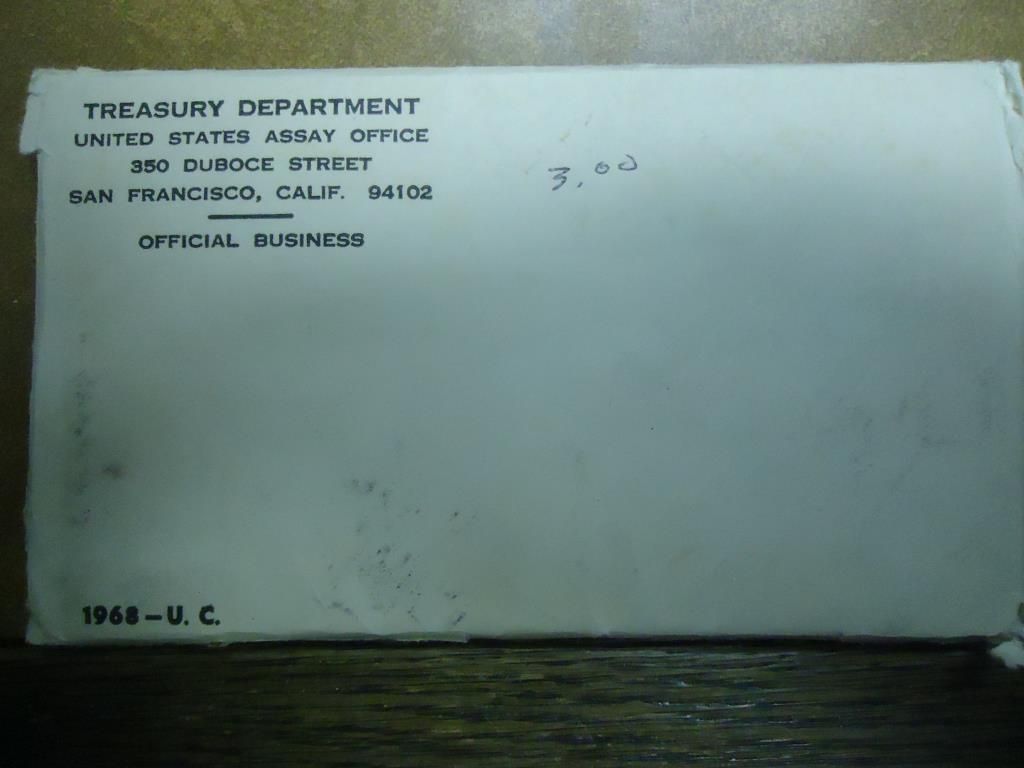 TREASURY DEPARTMENT
UNITED STATES ASSAY OFFICE
350 DUBOCE STREET
SAN FRANCISCO, CALIF. 94102
OFFICIAL BUSINESS
3.00
1968-U. C.